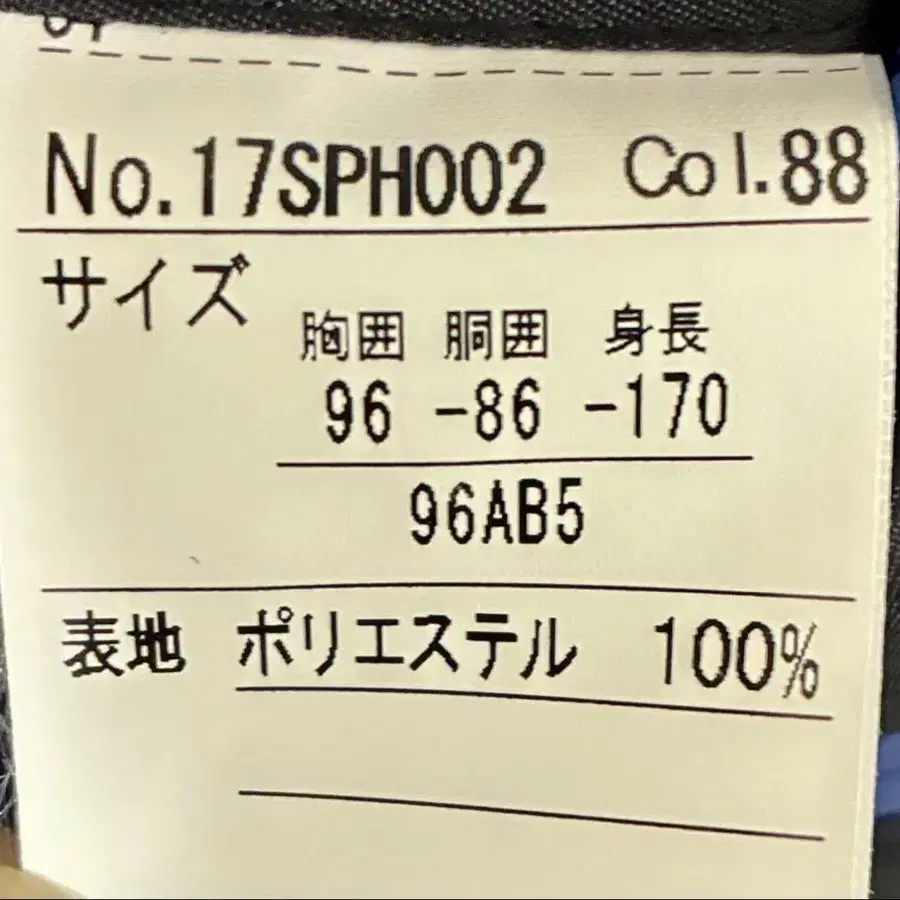 No.17SPH002 Col.88
サイズ
胸囲 胴囲 身長
96 -86 -170
96AB5
表地 ポリエステル 100%